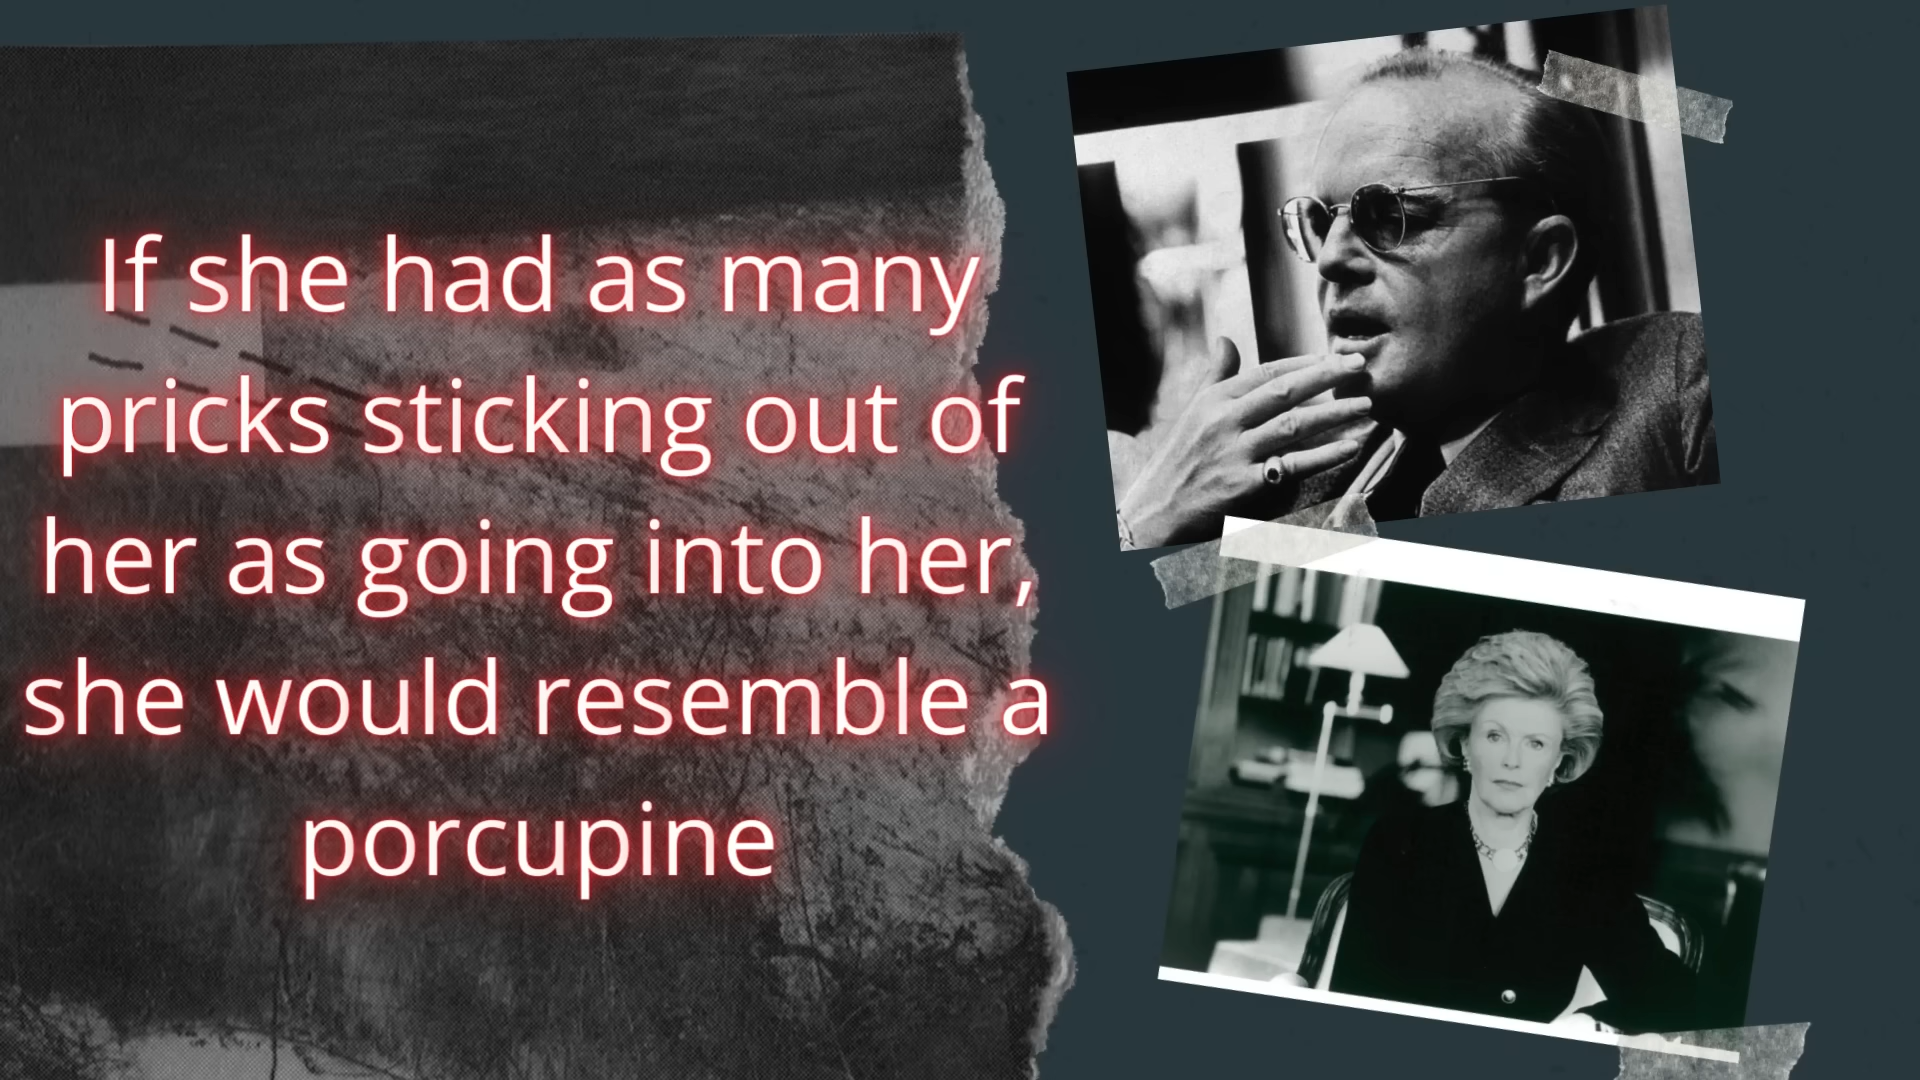 If she had as many
pricks sticking out of
her as going into her,
she would resemble a
porcupine